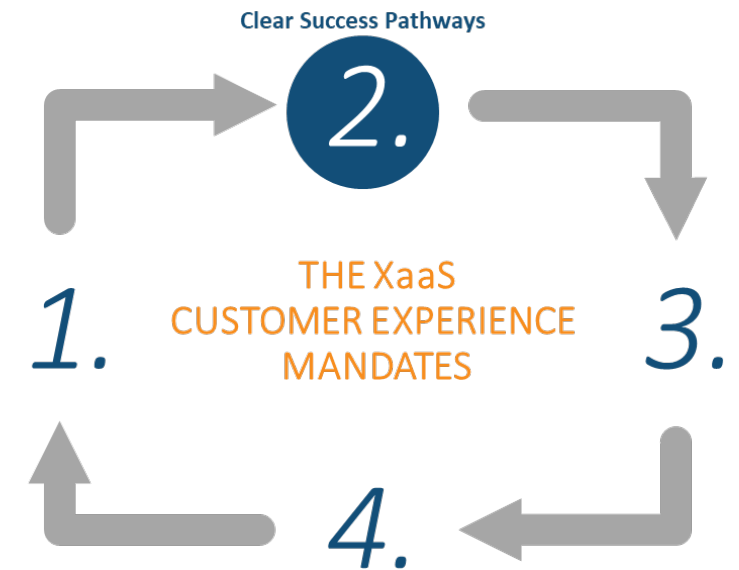 Clear Success Pathways
2.
THE XaaS
CUSTOMER EXPERIENCE
MANDATES
1.
3.
4.